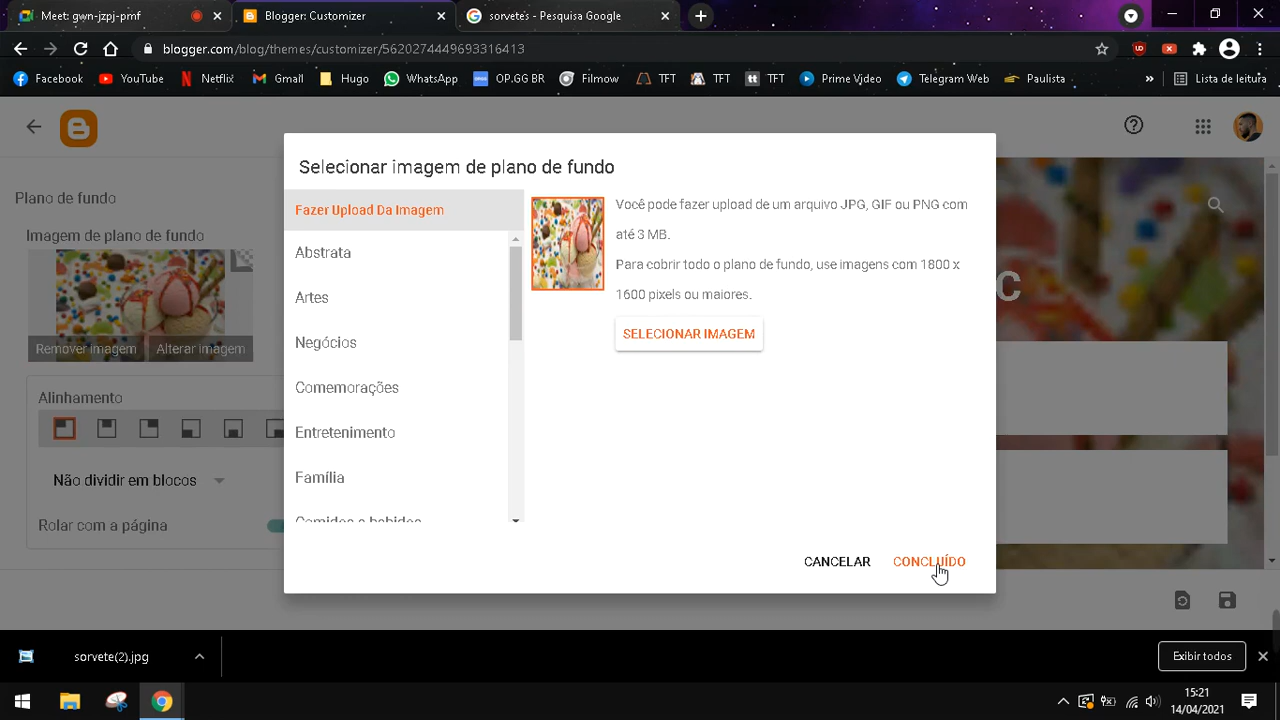 Meet: gwn-jzpj-pmf
Blogger: Customizer
sorvetes - Pesquisa Google
blogger.com/blog/themes/customizer/5620274449693316413
Facebook
YouTube
Netflix
Gmail
Hugo
WhatsApp
OP.GG BR
Filmow
TFT
TFT
TFT
Prime Video
Telegram Web
Paulista
»
Lista de leitura
Plano de fundo
Imagem de plano de fundo
Remover imagem
Alterar imagem
Alinhamento
Não dividir em blocos
Rolar com a página
Selecionar imagem de plano de fundo
Fazer Upload Da Imagem
Abstrata
Artes
Negócios
Comemorações
Entretenimento
Família
Comidas e bebidas
Você pode fazer upload de um arquivo JPG, GIF ou PNG com
até 3 MB.
Para cobrir todo o plano de fundo, use imagens com 1800 x
1600 pixels ou maiores.
SELECIONAR IMAGEM
CANCELAR
CONCLUÍDO
C
sorvete(2).jpg
Exibir todos
15:21
14/04/2021